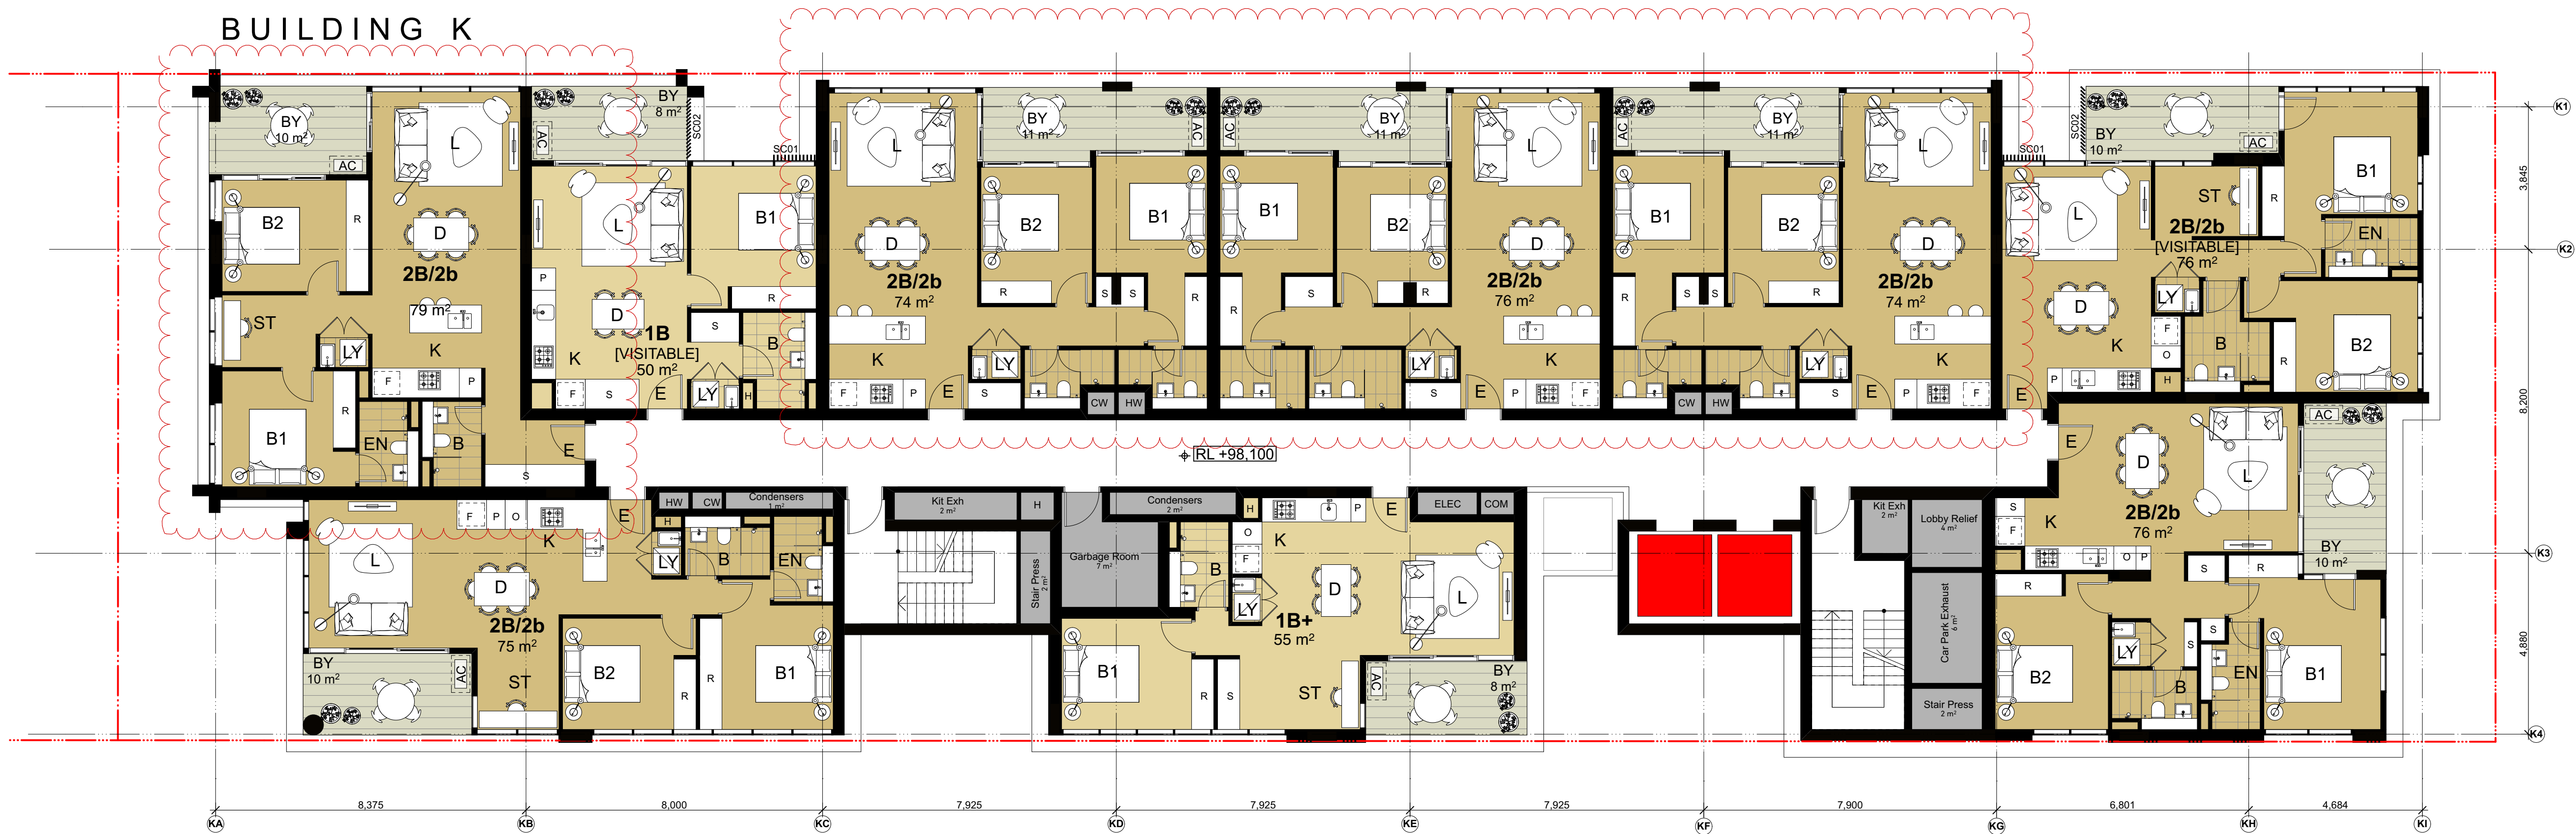 BUILDING K
BY
10 m²
AC
L
D
2B/2b
79 m²
K
B2
R
ST
LY
F
P
B1
R
EN
B
E
S
BY
8 m²
AC
SC02
SC01
L
P
D
K
1B
[VISITABLE]
50 m²
B1
R
S
B
F
S
E
LY
H
L
D
2B/2b
74 m²
K
F
P
E
BY
11 m²
AC
B2
B1
R
S
S
R
LY
S
CW
HW
AC
BY
11 m²
B1
B2
R
S
R
L
D
2B/2b
76 m²
K
LY
S
E
P
F
AC
BY
11 m²
B1
B2
R
S
S
R
L
D
2B/2b
74 m²
K
LY
S
E
P
F
CW
HW
SC02
SC01
BY
10 m²
AC
L
ST
R
B1
2B/2b
[VISITABLE]
76 m²
EN
D
K
LY
F
O
P
H
B
R
B2
E
K1
K2
K3
K4
3,845
8,200
4,880
RL +98,100
L
F
P
O
K
E
D
2B/2b
75 m²
BY
10 m²
AC
ST
B2
R
R
B1
H
LY
B
EN
HW
CW
Condensers
1 m²
Kit Exh
2 m²
H
Stair Press
2 m²
Garbage Room
7 m²
Condensers
2 m²
H
O
F
K
P
E
B
LY
D
L
1B+
55 m²
B1
R
S
ST
AC
BY
8 m²
ELEC
COM
Kit Exh
2 m²
Lobby Relief
4 m²
Car Park Exhaust
6 m²
Stair Press
2 m²
E
D
L
AC
2B/2b
76 m²
BY
10 m²
S
F
K
O
P
R
S
R
B2
LY
S
S
B
EN
B1
8,375
8,000
7,925
7,925
7,925
7,900
6,801
4,684
KA
KB
KC
KD
KE
KF
KG
KH
KI